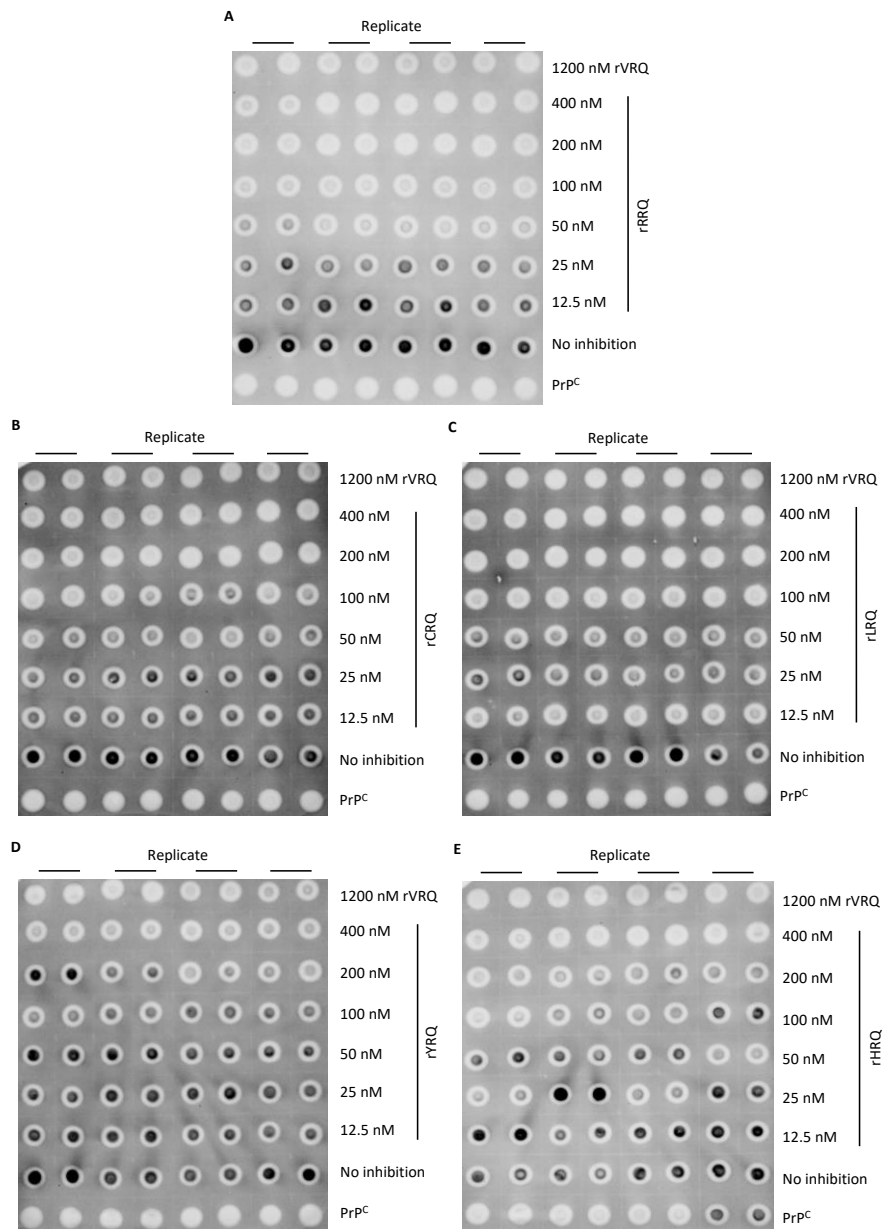 A
Replicate
1200 nM rVRQ
400 nM
200 nM
100 nM
50 nM
25 nM
12.5 nM
No inhibition
PrPC
rRRQ
B
Replicate
1200 nM rVRQ
400 nM
200 nM
100 nM
50 nM
25 nM
12.5 nM
No inhibition
PrPC
rCRQ
C
Replicate
1200 nM rVRQ
400 nM
200 nM
100 nM
50 nM
25 nM
12.5 nM
No inhibition
PrPC
rLRQ
D
Replicate
1200 nM rVRQ
400 nM
200 nM
100 nM
50 nM
25 nM
12.5 nM
No inhibition
PrPC
rYRQ
E
Replicate
1200 nM rVRQ
400 nM
200 nM
100 nM
50 nM
25 nM
12.5 nM
No inhibition
PrPC
rHRQ